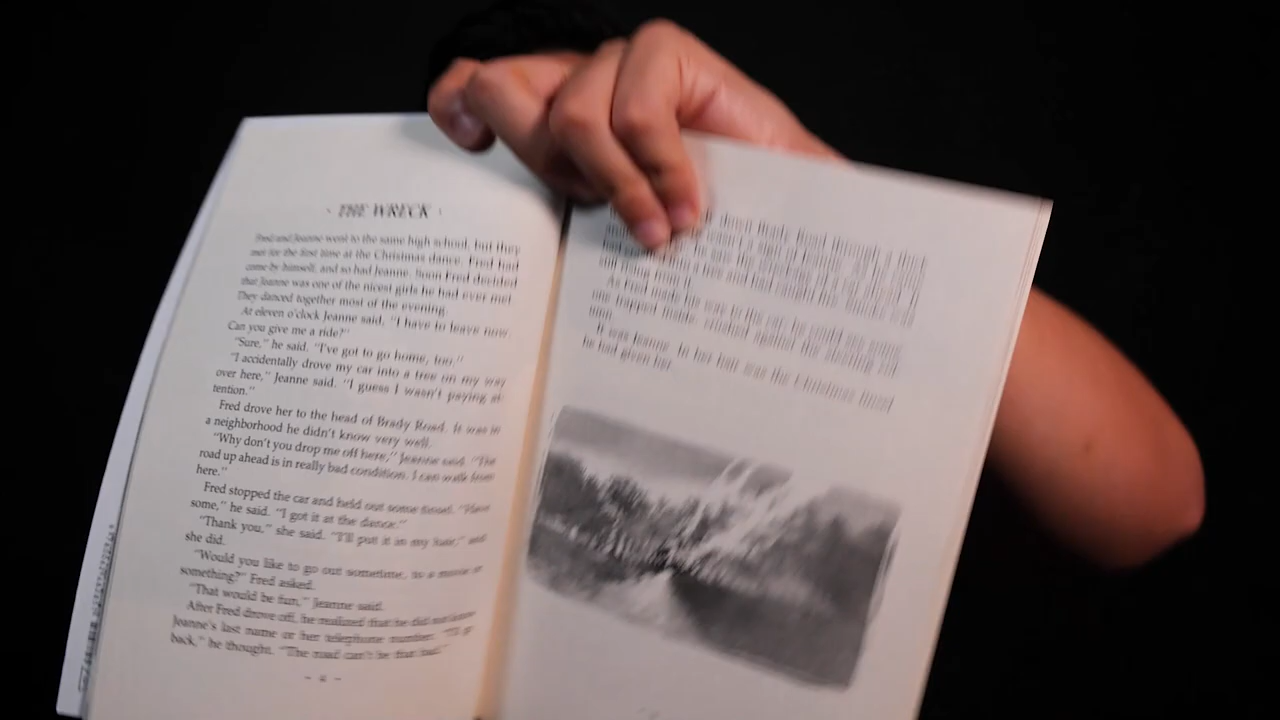 THE WRECK
Fred and Jeanne went to the same high school, but they
met for the first time at the Christmas dance. Fred had
come by himself, and so had Jeanne. Soon Fred decided
that Jeanne was one of the nicest girls he had ever met.
They danced together most of the evening.
At eleven o'clock Jeanne said, "I have to leave now.
Can you give me a ride?"
"Sure," he said. "I've got to go home, too."
"I accidentally drove my car into a tree on my way
over here," Jeanne said. "I guess I wasn't paying at-
tention."
Fred drove her to the head of Brady Road. It was in
a neighborhood he didn't know very well.
"Why don't you drop me off here," Jeanne said. "The
road up ahead is in really bad condition. I can walk from
here."
Fred stopped the car and held out some tinsel. "Have
some," he said. "I got it at the dance."
"Thank you," she said. "I'll put it in my hair," and
she did.
"Would you like to go out sometime, to a movie or
something?" Fred asked.
"That would be fun," Jeanne said.
After Fred drove off, he realized that he did not know
Jeanne's last name or her telephone number. "I'll go
back," he thought. "The road can't be that bad."
down Brady Road through a thick
As Fred made his way to the car, he could see some-
one trapped inside, crushed against the steering col-
umn.
It was Jeanne. In her hair was the Christmas tinsel
he had given her.